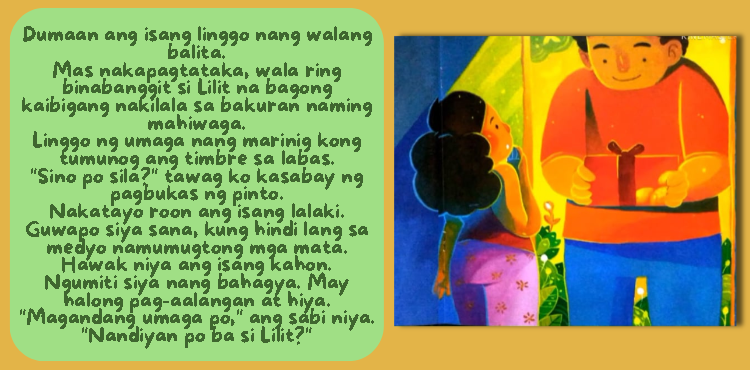 Dumaan ang isang linggo nang walang
balita.
Mas nakapagtataka, wala ring
binabanggit si Lilit na bagong
kaibigang nakilala sa bakuran naming
mahiwaga.
Linggo ng umaga nang marinig kong
tumunog ang timbre sa labas.
"Sino po sila?" tawag ko kasabay ng
pagbukas ng pinto.
Nakatayo roon ang isang lalaki.
Guwapo siya sana, kung hindi lang sa
medyo namumugtong mga mata.
Hawak niya ang isang kahon.
Ngumiti siya nang bahagya. May
halong pag-aalangan at hiya.
"Magandang umaga po," ang sabi niya.
"Nandiyan po ba si Lilit?"